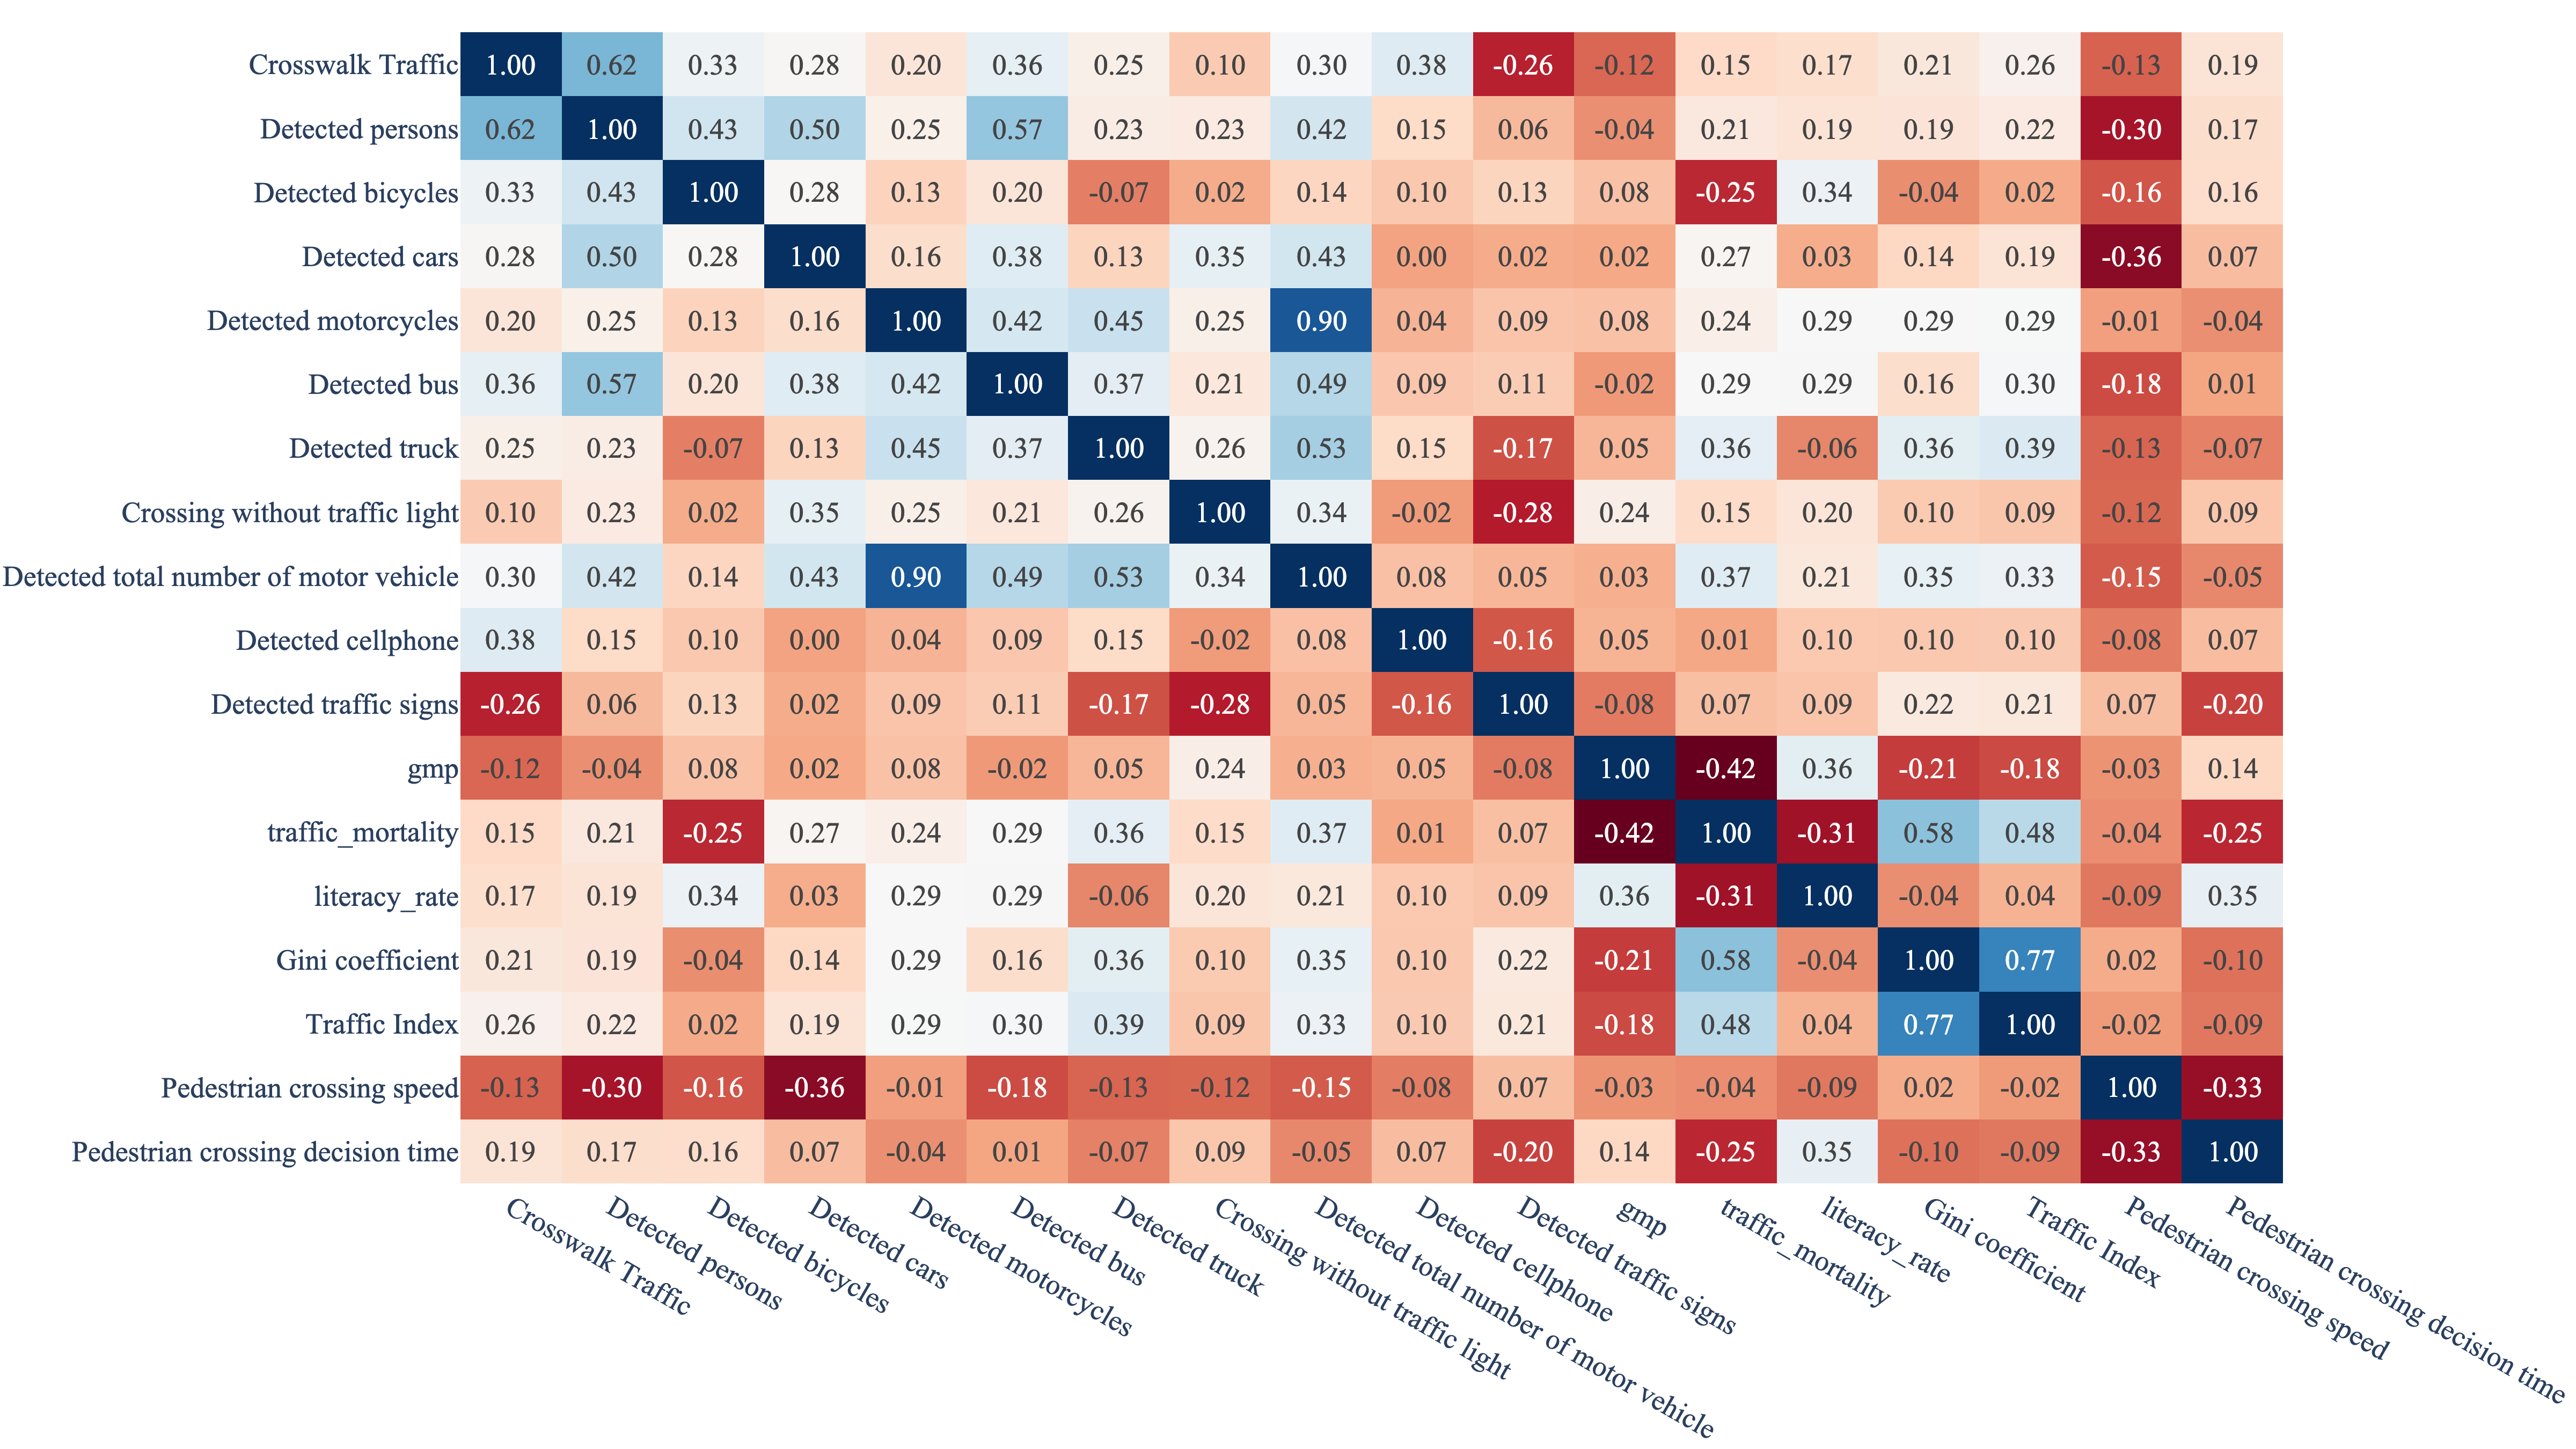 Crosswalk Traffic 1.00 0.62 0.33 0.28 0.20 0.36 0.25 0.10 0.30 0.38 -0.26 -0.12 0.15 0.17 0.21 0.26 -0.13 0.19
Detected persons 0.62 1.00 0.43 0.50 0.25 0.57 0.23 0.23 0.42 0.15 0.06 -0.04 0.21 0.19 0.19 0.22 -0.30 0.17
Detected bicycles 0.33 0.43 1.00 0.28 0.13 0.20 -0.07 0.02 0.14 0.10 0.13 0.08 -0.25 0.34 -0.04 0.02 -0.16 0.16
Detected cars 0.28 0.50 0.28 1.00 0.16 0.38 0.13 0.35 0.43 0.00 0.02 0.02 0.27 0.03 0.14 0.19 -0.36 0.07
Detected motorcycles 0.20 0.25 0.13 0.16 1.00 0.42 0.45 0.25 0.90 0.04 0.09 0.08 0.24 0.29 0.29 0.29 -0.01 -0.04
Detected bus 0.36 0.57 0.20 0.38 0.42 1.00 0.37 0.21 0.49 0.09 0.11 -0.02 0.29 0.29 0.16 0.30 -0.18 0.01
Detected truck 0.25 0.23 -0.07 0.13 0.45 0.37 1.00 0.26 0.53 0.15 -0.17 0.05 0.36 -0.06 0.36 0.39 -0.13 -0.07
Crossing without traffic light 0.10 0.23 0.02 0.35 0.25 0.21 0.26 1.00 0.34 -0.02 -0.28 0.24 0.15 0.20 0.10 0.09 -0.12 0.09
Detected total number of motor vehicle 0.30 0.42 0.14 0.43 0.90 0.49 0.53 0.34 1.00 0.08 0.05 0.03 0.37 0.21 0.35 0.33 -0.15 -0.05
Detected cellphone 0.38 0.15 0.10 0.00 0.04 0.09 0.15 -0.02 0.08 1.00 -0.16 0.05 0.01 0.10 0.10 0.10 -0.08 0.07
Detected traffic signs -0.26 0.06 0.13 0.02 0.09 0.11 -0.17 -0.28 0.05 -0.16 1.00 -0.08 0.07 0.09 0.22 0.21 0.07 -0.20
gmp -0.12 -0.04 0.08 0.02 0.08 -0.02 0.05 0.24 0.03 0.05 -0.08 1.00 -0.42 0.36 -0.21 -0.18 -0.03 0.14
traffic_mortality 0.15 0.21 -0.25 0.27 0.24 0.29 0.36 0.15 0.37 0.01 0.07 -0.42 1.00 -0.31 0.58 0.48 -0.04 -0.25
literacy_rate 0.17 0.19 0.34 0.03 0.29 0.29 -0.06 0.20 0.21 0.10 0.09 0.36 -0.31 1.00 -0.04 0.04 -0.09 0.35
Gini coefficient 0.21 0.19 -0.04 0.14 0.29 0.16 0.36 0.10 0.35 0.10 0.22 -0.21 0.58 -0.04 1.00 0.77 0.02 -0.10
Traffic Index 0.26 0.22 0.02 0.19 0.29 0.30 0.39 0.09 0.33 0.10 0.21 -0.18 0.48 0.04 0.77 1.00 -0.02 -0.09
Pedestrian crossing speed -0.13 -0.30 -0.16 -0.36 -0.01 -0.18 -0.13 -0.12 -0.15 -0.08 0.07 -0.03 -0.04 -0.09 0.02 -0.02 1.00 -0.33
Pedestrian crossing decision time 0.19 0.17 0.16 0.07 -0.04 0.01 -0.07 0.09 -0.05 0.07 -0.20 0.14 -0.25 0.35 -0.10 -0.09 -0.33 1.00
Crosswalk Traffic
Detected persons
Detected bicycles
Detected cars
Detected motorcycles
Detected bus
Detected truck
Crossing without traffic light
Detected total number of motor vehicle
Detected cellphone
Detected traffic signs
gmp
traffic_mortality
literacy_rate
Gini coefficient
Traffic Index
Pedestrian crossing speed
Pedestrian crossing decision time